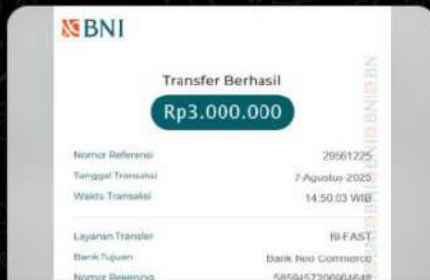 BNI
Transfer Berhasil
Rp3.000.000
Nomor Referensi 29561225
Tanggal Transaksi 7 Agustus 2025
Waktu Transaksi 14:50:03 WIB
Layanan Transfer BI-FAST
Bank Tujuan Bank Neo Commerce
Nomor Rekening